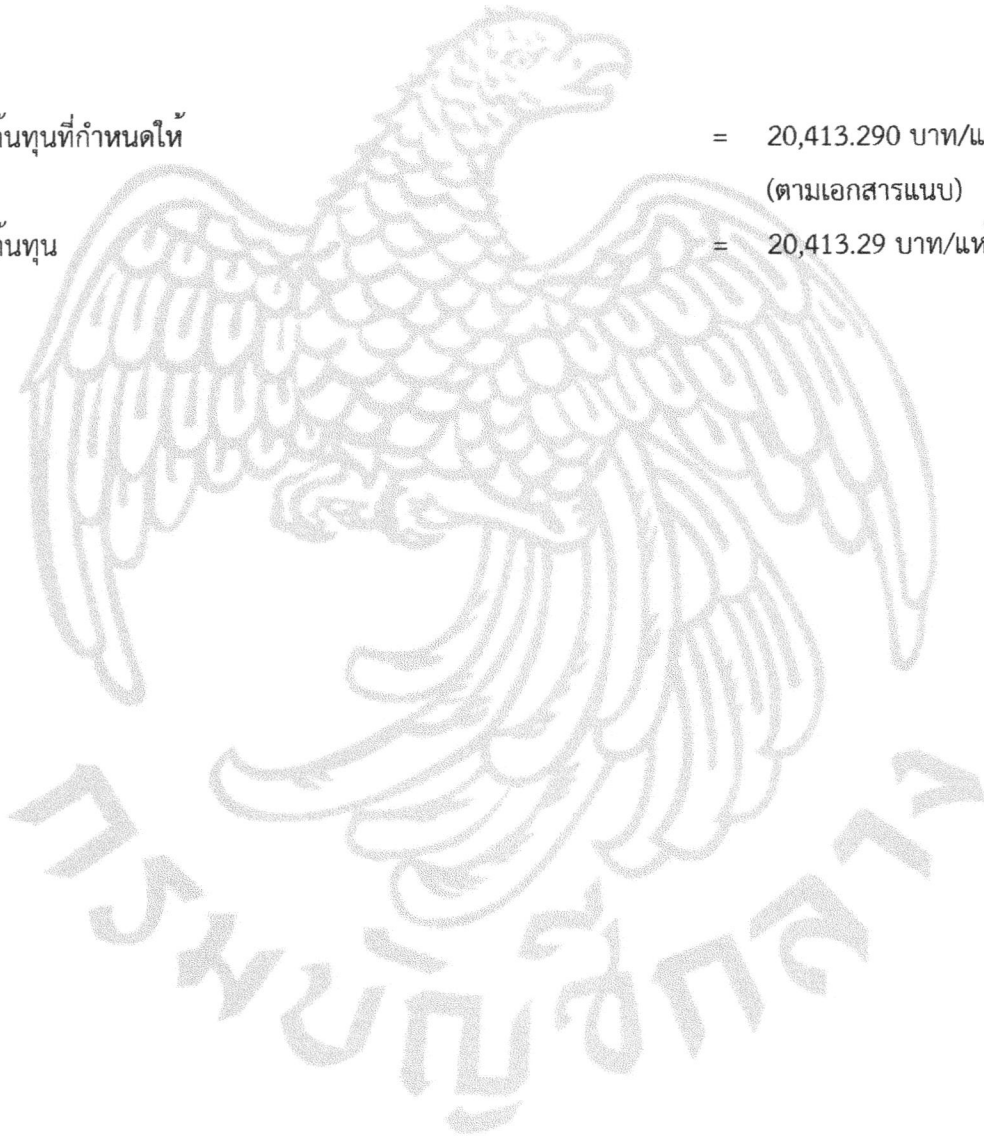 ต้นทุนที่กำหนดให้ = 20,413.290 บาท/แ
(ตามเอกสารแนบ)
ต้นทุน = 20,413.29 บาท/แห
กรมบัญชีกลาง